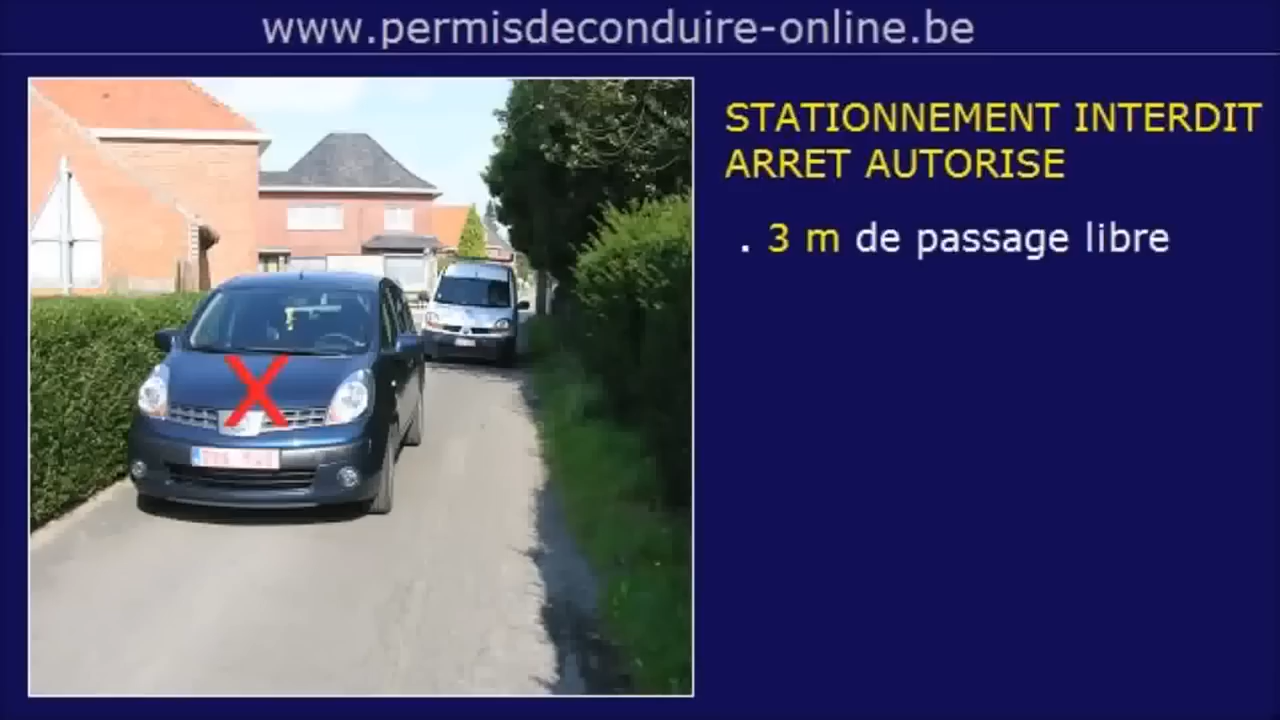 www.permisdeconduire-online.be
STATIONNEMENT INTERDIT
ARRET AUTORISE
. 3 m de passage libre